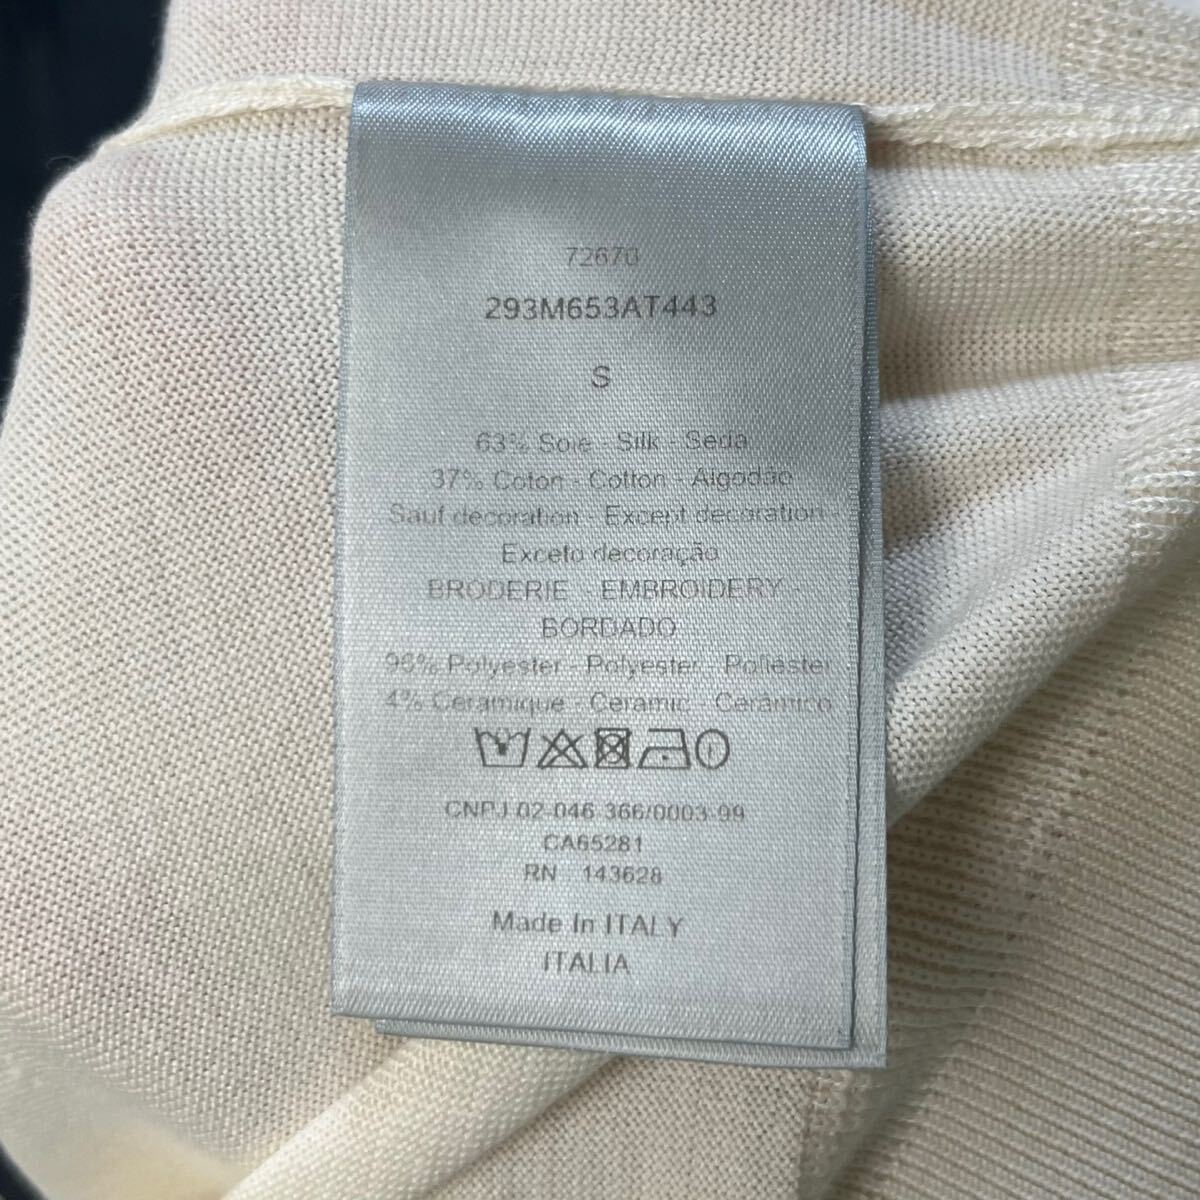 72670
293M653AT443
S
63% Soie - Silk - Seda
37% Coton - Cotton - Algodão
Sauf decoration - Except decoration -
Exceto decoração
BRODERIE - EMBROIDERY -
BORDADO
96% Polyester - Polyester - Poliéster
4% Ceramique - Ceramic - Cerâmico
CNPJ 02-046 366/0003-99
CA65281
RN 143628
Made In ITALY
ITALIA